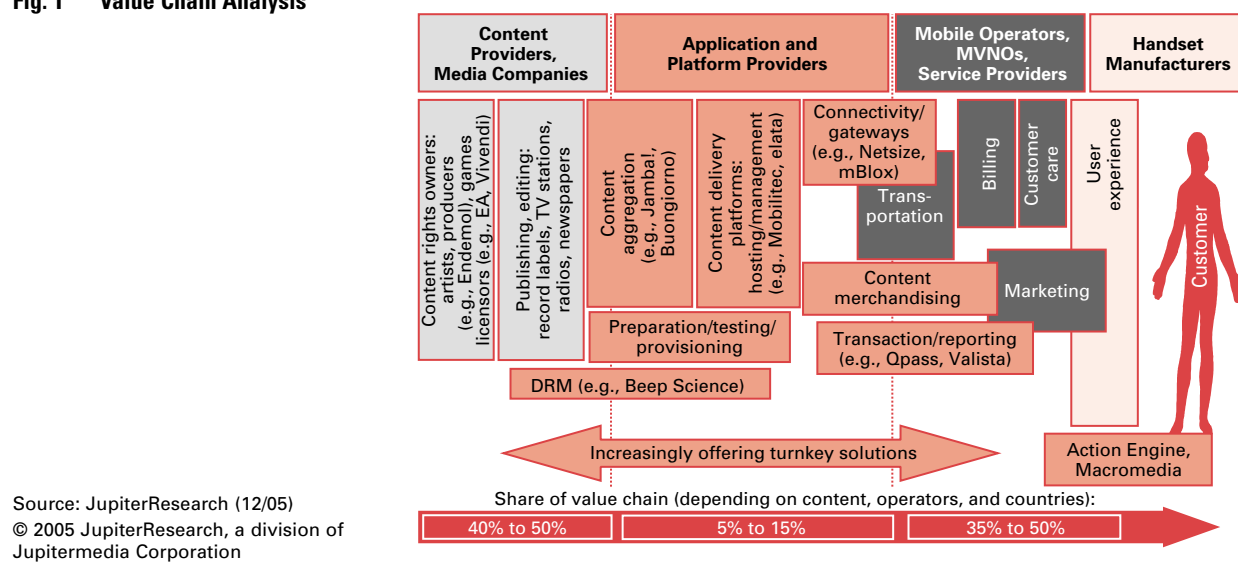 Fig. 1 Value Chain Analysis
Content
Providers,
Media Companies
Application and
Platform Providers
Mobile Operators,
MVNOs,
Service Providers
Handset
Manufacturers
Content rights owners:
artists, producers
(e.g., Endemol), games
licensors (e.g., EA, Vivendi)
Publishing, editing:
record labels, TV stations,
radios, newspapers
Content
aggregation
(e.g., Jamba!,
Buongiorno)
Content delivery
platforms:
hosting/management
(e.g., Mobilitec, elata)
Connectivity/
gateways
(e.g., Netsize,
mBlox)
Trans-
portation
Billing
Customer
care
User
experience
Customer
Content
merchandising
Marketing
Preparation/testing/
provisioning
Transaction/reporting
(e.g., Qpass, Valista)
DRM (e.g., Beep Science)
Increasingly offering turnkey solutions
Action Engine,
Macromedia
Share of value chain (depending on content, operators, and countries):
40% to 50%
5% to 15%
35% to 50%
Source: JupiterResearch (12/05)
© 2005 JupiterResearch, a division of
Jupitermedia Corporation